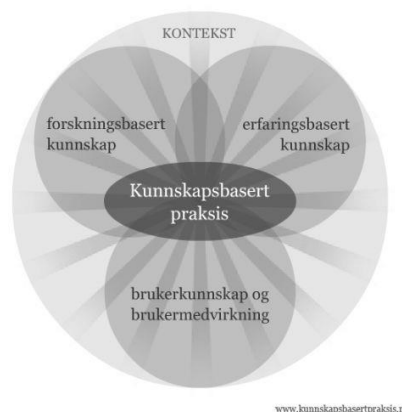 KONTEKST
forskningsbasert
kunnskap
erfaringsbasert
kunnskap
Kunnskapsbasert
praksis
brukerkunnskap og
brukermedvirkning